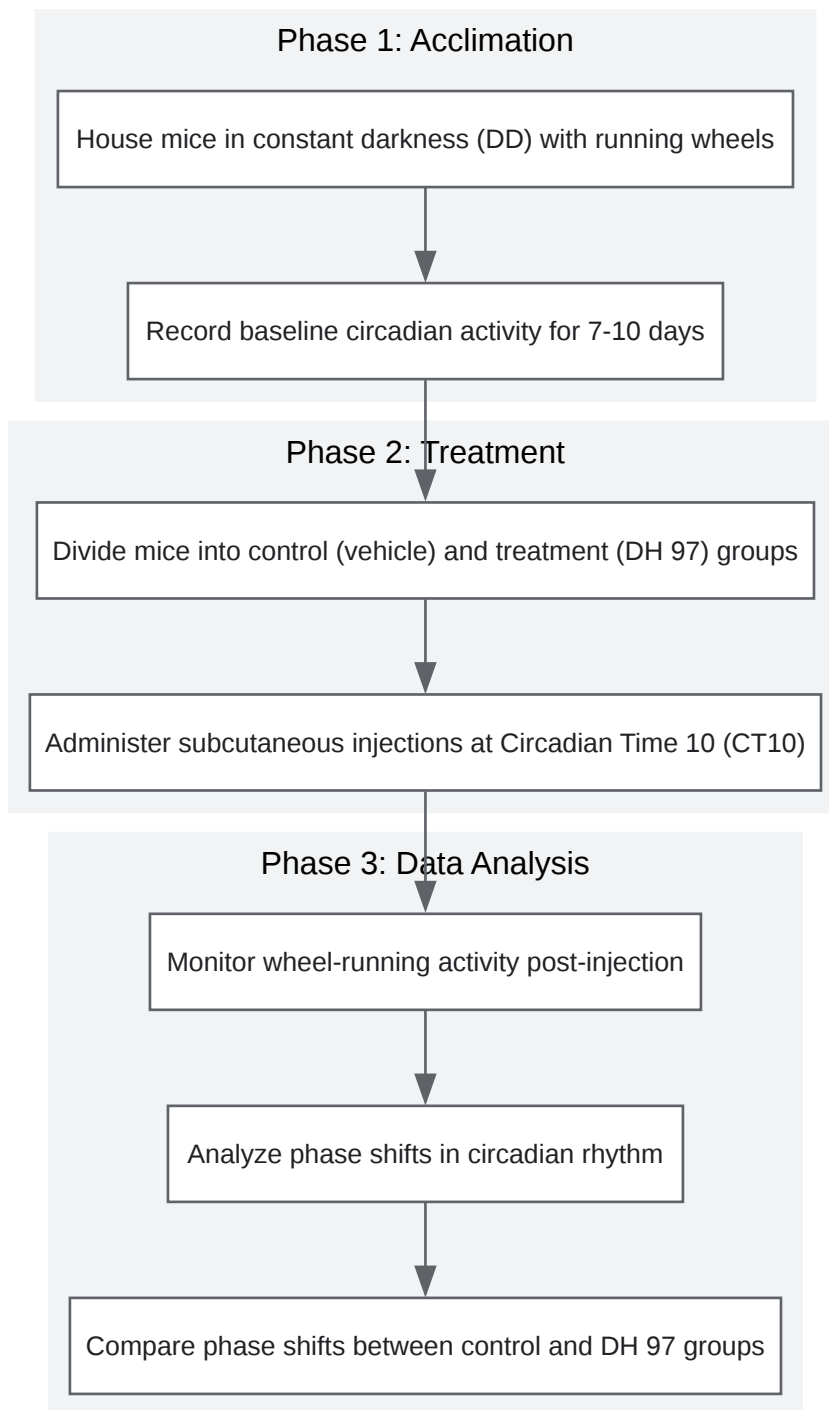 Phase 1: Acclimation
House mice in constant darkness (DD) with running wheels
Record baseline circadian activity for 7-10 days
Phase 2: Treatment
Divide mice into control (vehicle) and treatment (DH 97) groups
Administer subcutaneous injections at Circadian Time 10 (CT10)
Phase 3: Data Analysis
Monitor wheel-running activity post-injection
Analyze phase shifts in circadian rhythm
Compare phase shifts between control and DH 97 groups